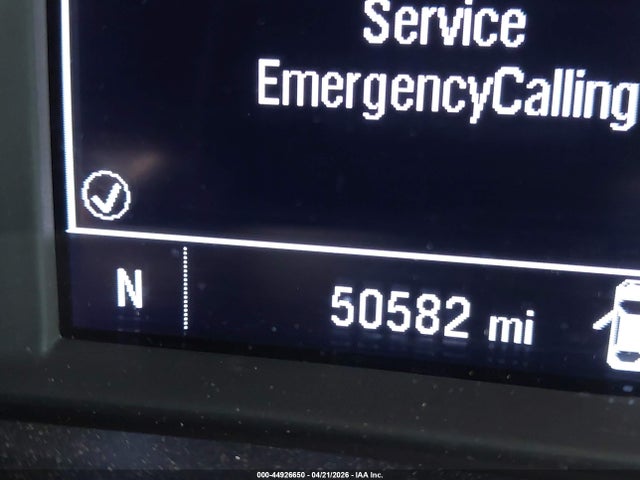 Service
EmergencyCalling
N
50582 mi
000-44926650 - 04/21/2026 - IAA Inc.